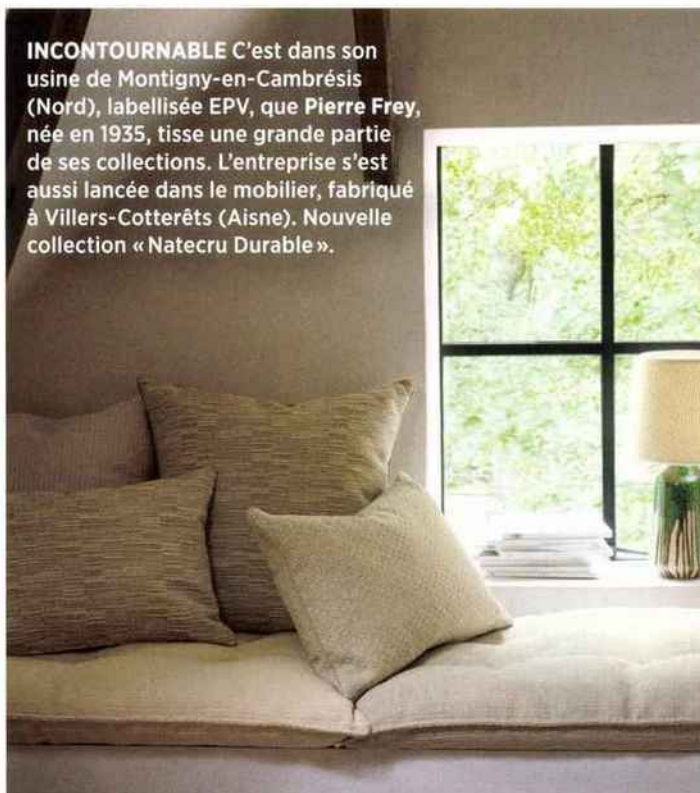 INCONTOURNABLE C'est dans son
usine de Montigny-en-Cambrésis
(Nord), labellisée EPV, que Pierre Frey,
née en 1935, tisse une grande partie
de ses collections. L'entreprise s'est
aussi lancée dans le mobilier, fabriqué
à Villers-Cotterêts (Aisne). Nouvelle
collection « Natecru Durable ».